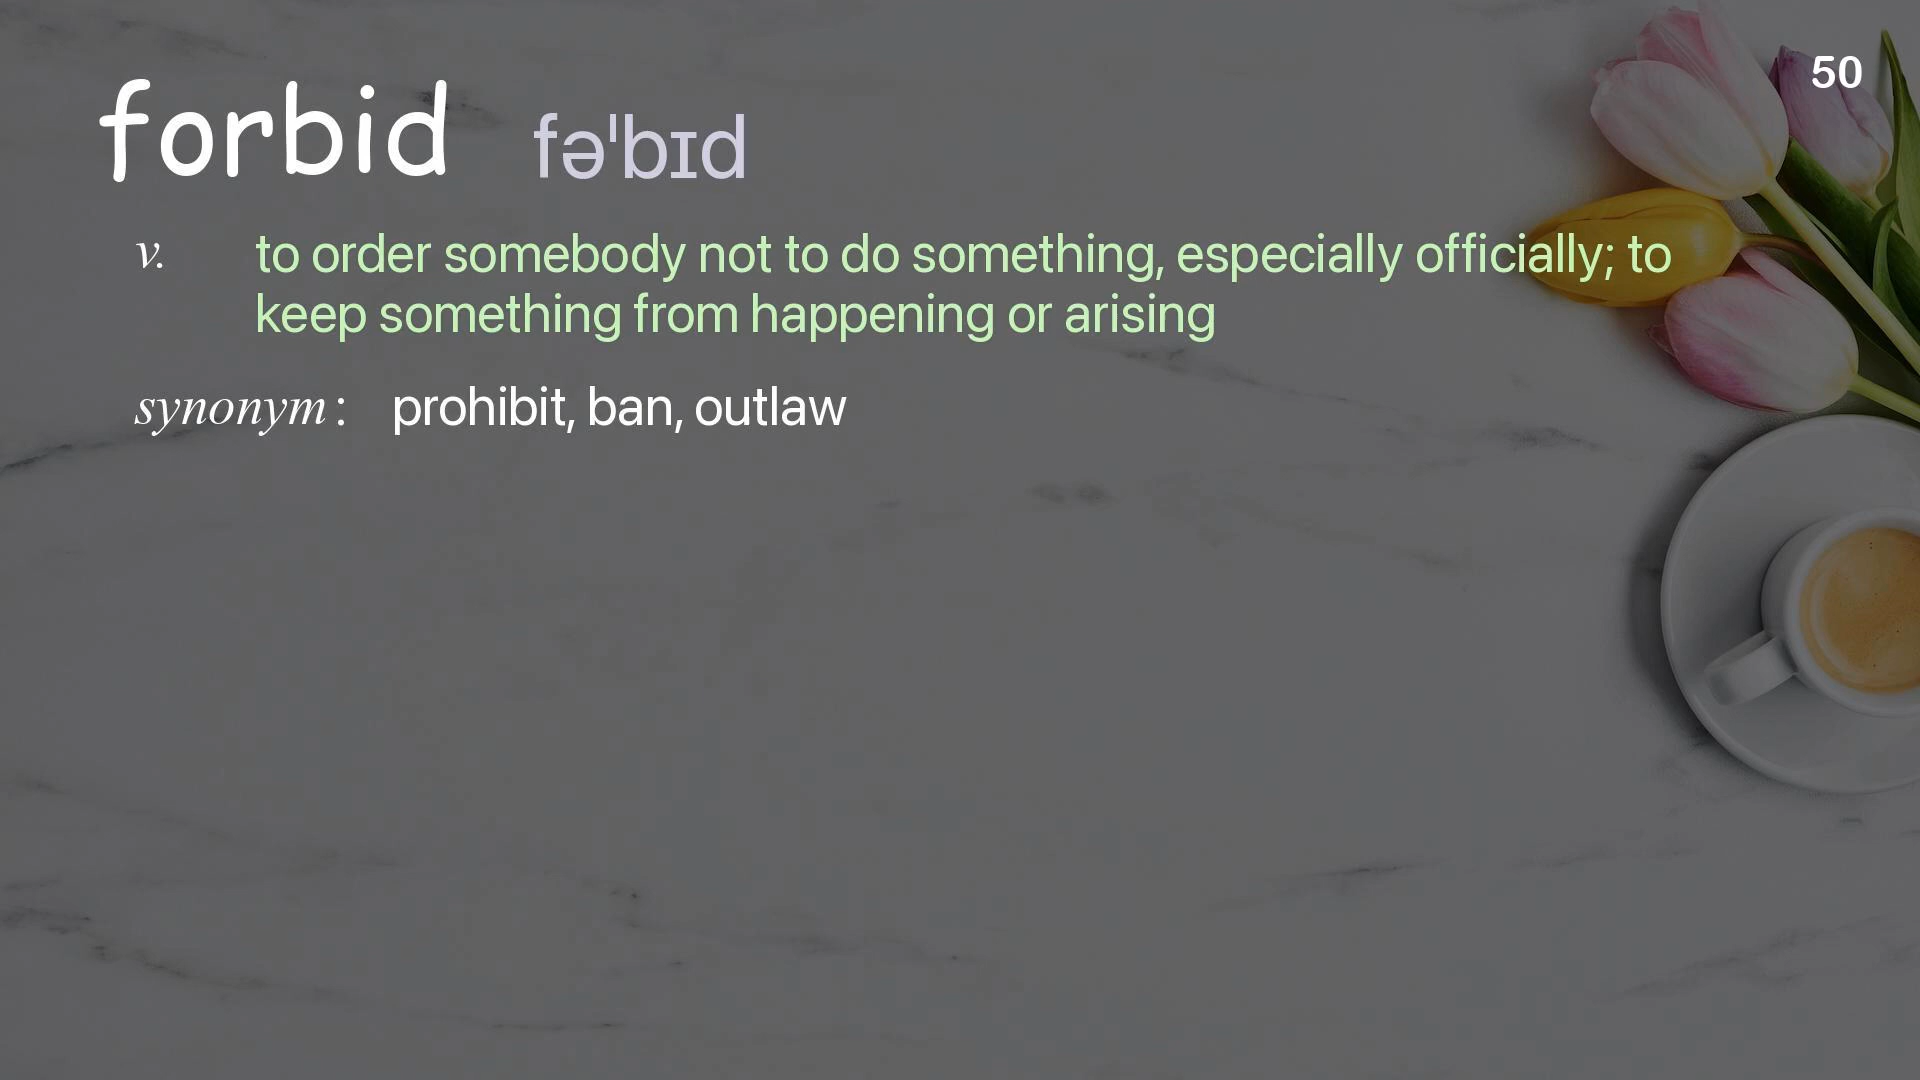 50
forbid fə'bɪd
v. to order somebody not to do something, especially officially; to
keep something from happening or arising
synonym: prohibit, ban, outlaw